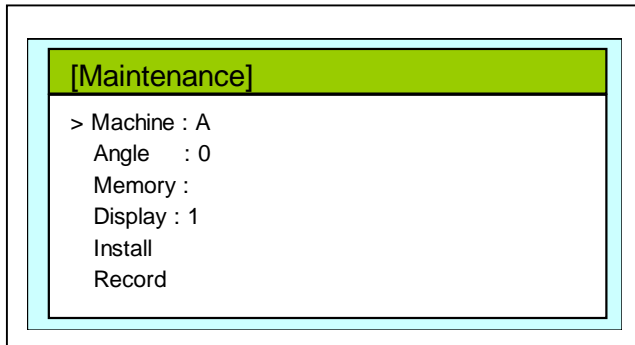 [Maintenance]
> Machine : A
Angle : 0
Memory :
Display : 1
Install
Record